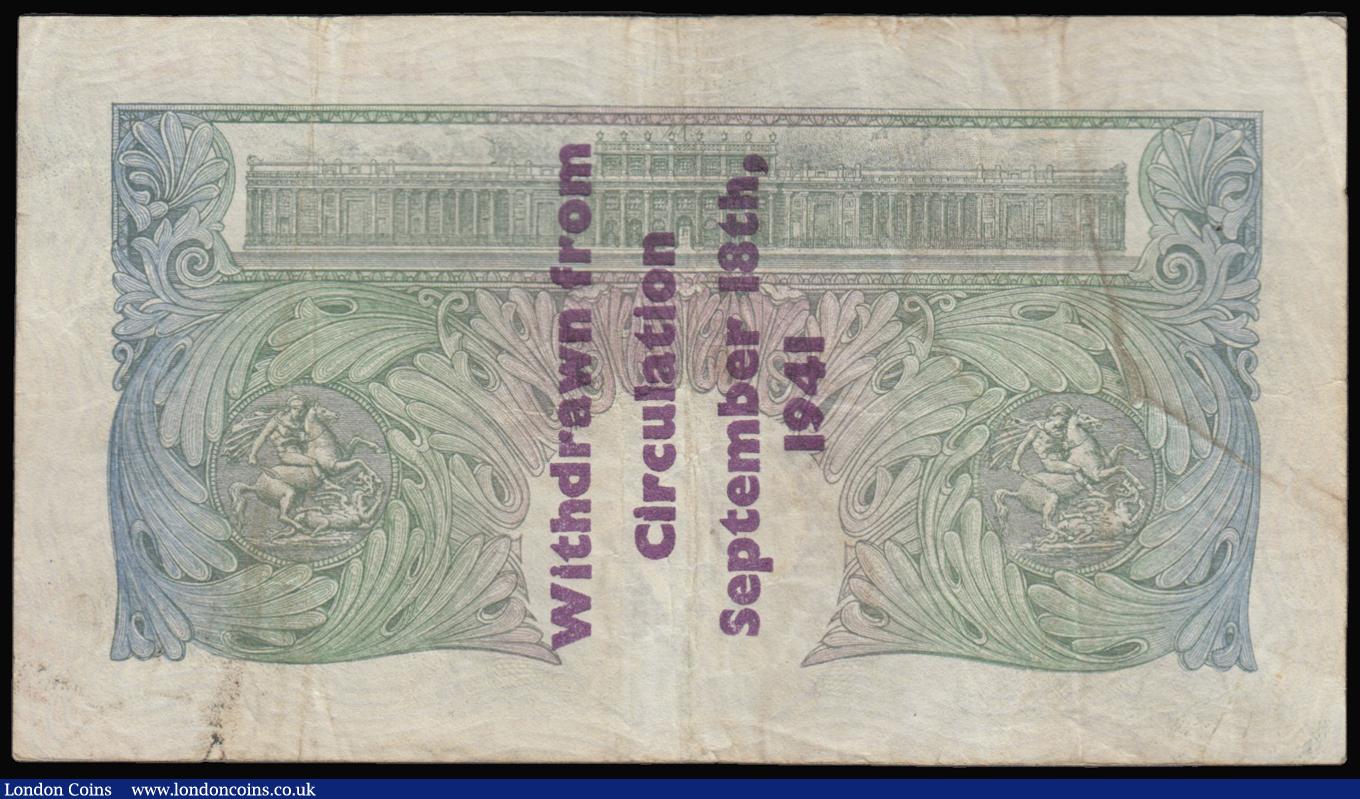 Withdrawn from
Circulation
September 18th,
1941
London Coins www.londoncoins.co.uk